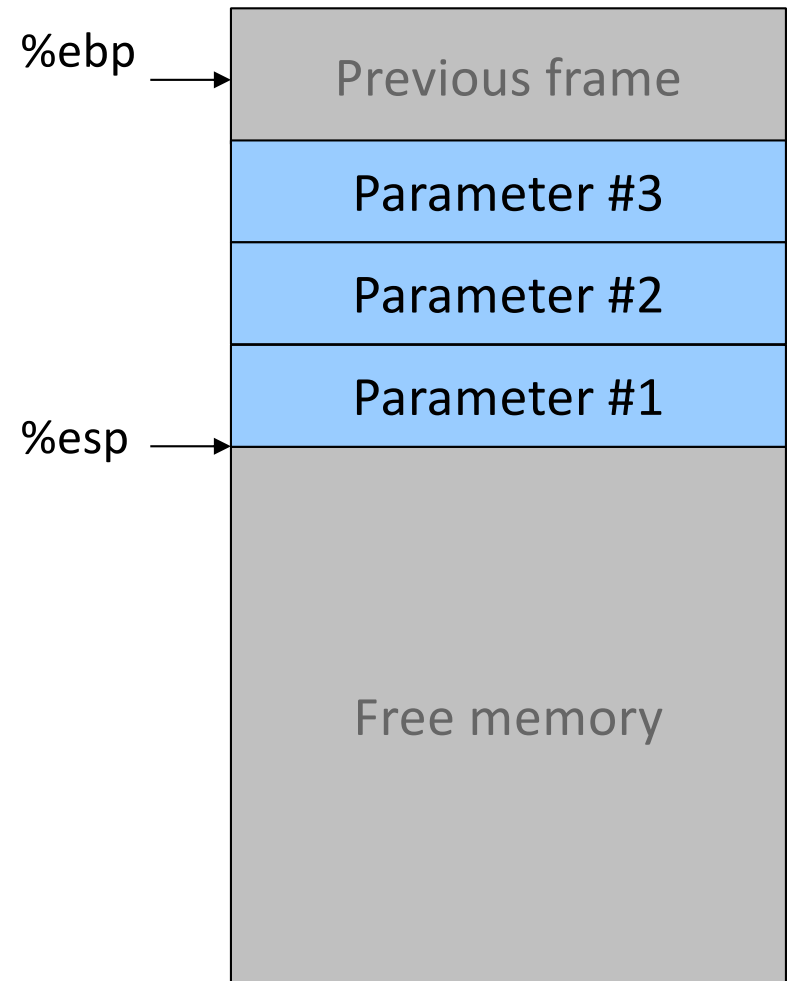 %ebp
Previous frame
Parameter #3
Parameter #2
Parameter #1
%esp
Free memory